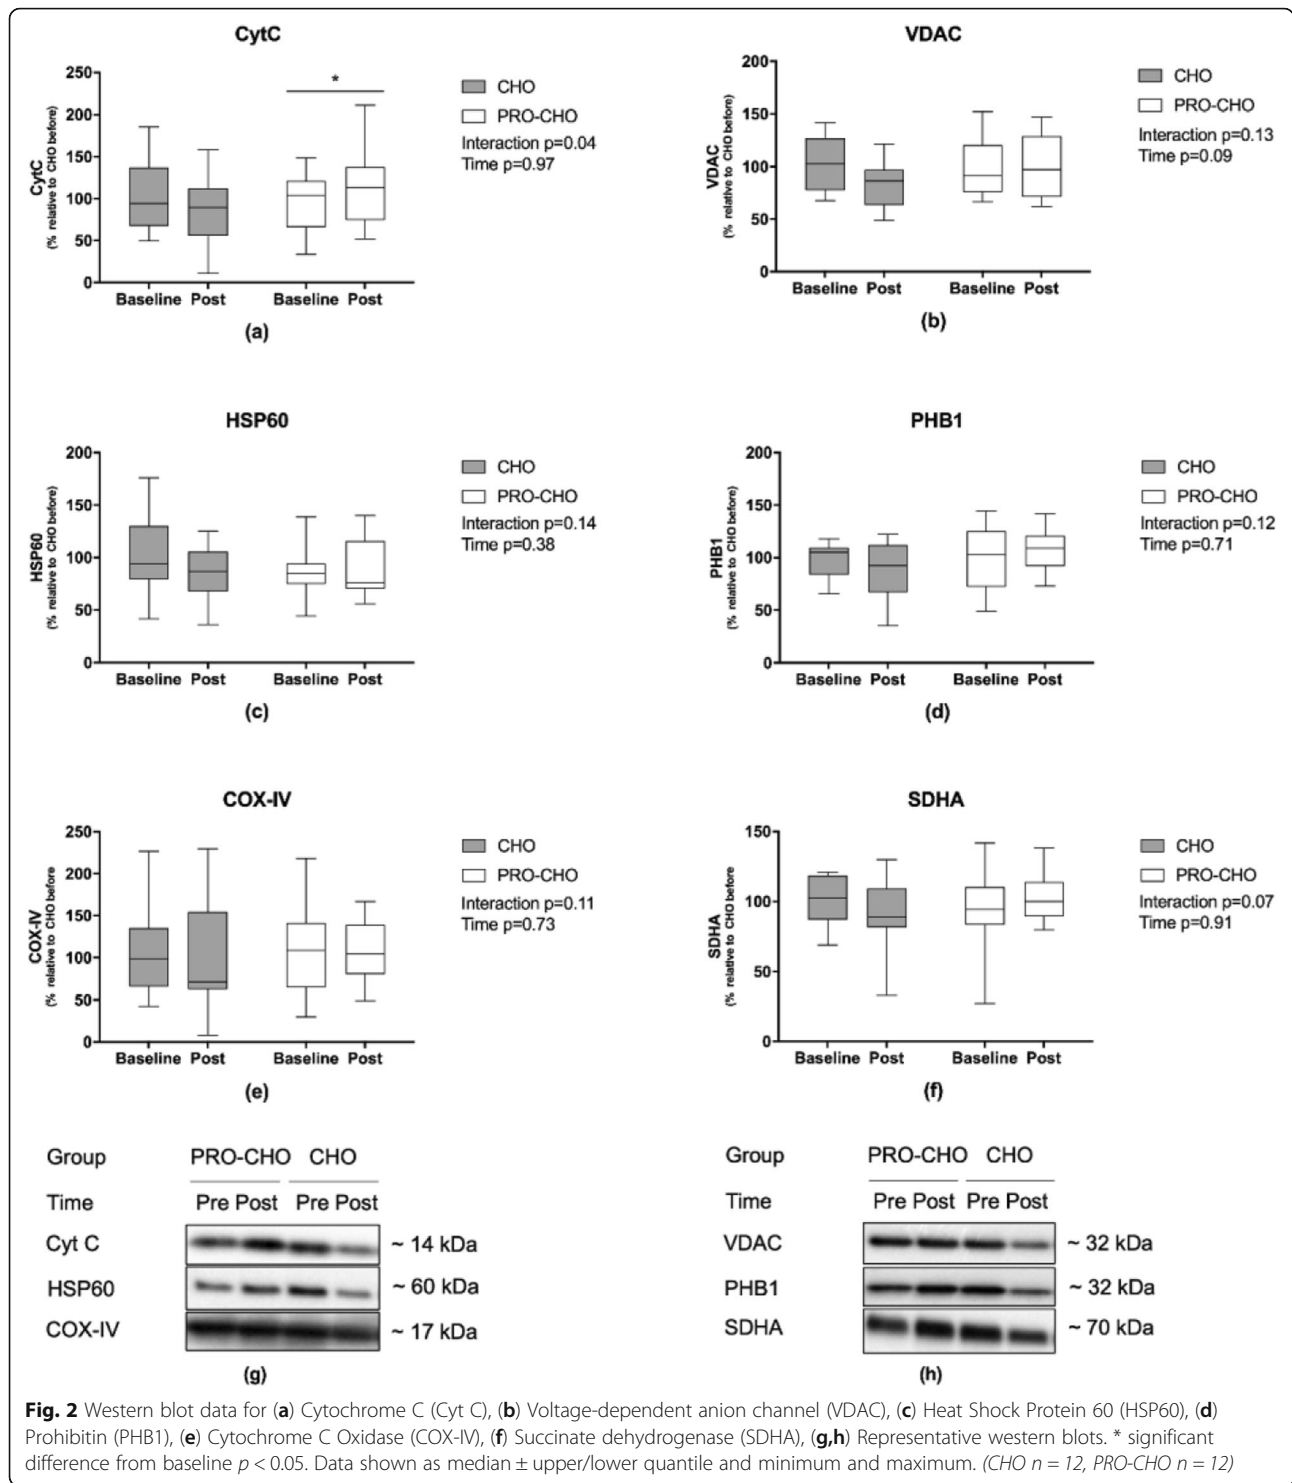 CytC
CytC
(% relative to CHO before)
250
200
150
100
50
0
*
Baseline Post Baseline Post
CHO
PRO-CHO
Interaction p=0.04
Time p=0.97
(a)
VDAC
VDAC
(% relative to CHO before)
200
150
100
50
0
Baseline Post Baseline Post
CHO
PRO-CHO
Interaction p=0.13
Time p=0.09
(b)
HSP60
HSP60
(% relative to CHO before)
200
150
100
50
0
Baseline Post Baseline Post
CHO
PRO-CHO
Interaction p=0.14
Time p=0.38
(c)
PHB1
PHB1
(% relative to CHO before)
200
150
100
50
0
Baseline Post Baseline Post
CHO
PRO-CHO
Interaction p=0.12
Time p=0.71
(d)
COX-IV
COX-IV
(% relative to CHO before
250
200
150
100
50
0
Baseline Post Baseline Post
CHO
PRO-CHO
Interaction p=0.11
Time p=0.73
(e)
SDHA
SDHA
(% relative to CHO before
150
100
50
0
Baseline Post Baseline Post
CHO
PRO-CHO
Interaction p=0.07
Time p=0.91
(f)
Group PRO-CHO CHO
Time Pre Post Pre Post
Cyt C ~ 14 kDa
HSP60 ~ 60 kDa
COX-IV ~ 17 kDa
(g)
Group PRO-CHO CHO
Time Pre Post Pre Post
VDAC ~ 32 kDa
PHB1 ~ 32 kDa
SDHA ~ 70 kDa
(h)
Fig. 2 Western blot data for (a) Cytochrome C (Cyt C), (b) Voltage-dependent anion channel (VDAC), (c) Heat Shock Protein 60 (HSP60), (d)
Prohibitin (PHB1), (e) Cytochrome C Oxidase (COX-IV), (f) Succinate dehydrogenase (SDHA), (g,h) Representative western blots. * significant
difference from baseline p < 0.05. Data shown as median ± upper/lower quantile and minimum and maximum. (CHO n = 12, PRO-CHO n = 12)